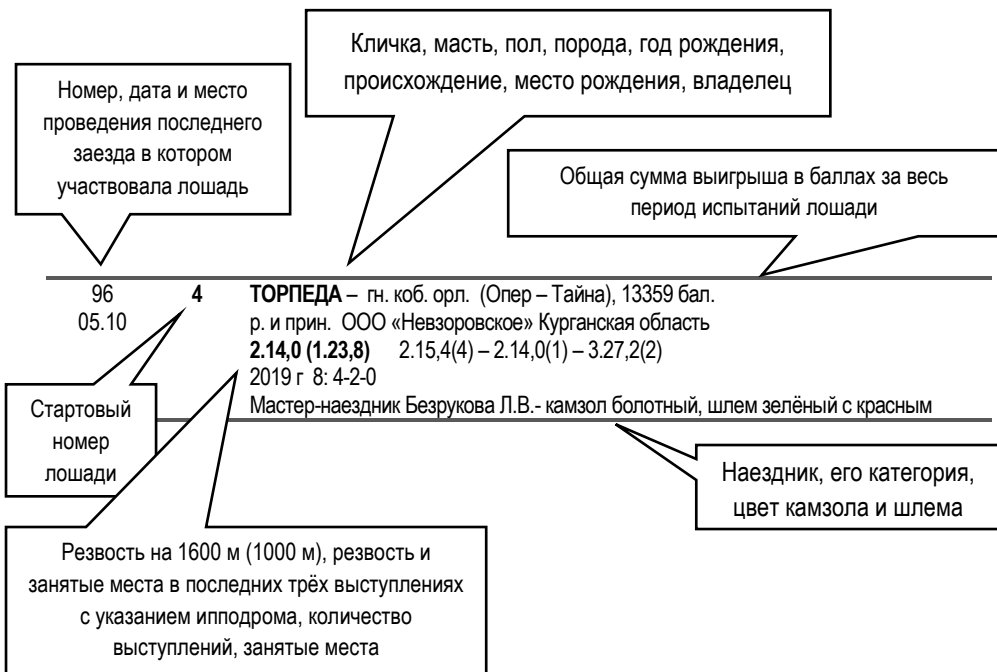 Кличка, масть, пол, порода, год рождения,
происхождение, место рождения, владелец
Номер, дата и место
проведения последнего
заезда в котором
участвовала лошадь
Общая сумма выигрыша в баллах за весь
период испытаний лошади
96 4 ТОРПЕДА – гн. коб. орл. (Опер – Тайна), 13359 бал.
05.10 р. и прин. ООО «Невзоровское» Курганская область
2.14,0 (1.23,8) 2.15,4(4) – 2.14,0(1) – 3.27,2(2)
2019 г 8: 4-2-0
Мастер-наездник Безрукова Л.В.- камзол болотный, шлем зелёный с красным
Стартовый
номер
лошади
Наездник, его категория,
цвет камзола и шлема
Резвость на 1600 м (1000 м), резвость и
занятые места в последних трёх выступлениях
с указанием ипподрома, количество
выступлений, занятые места